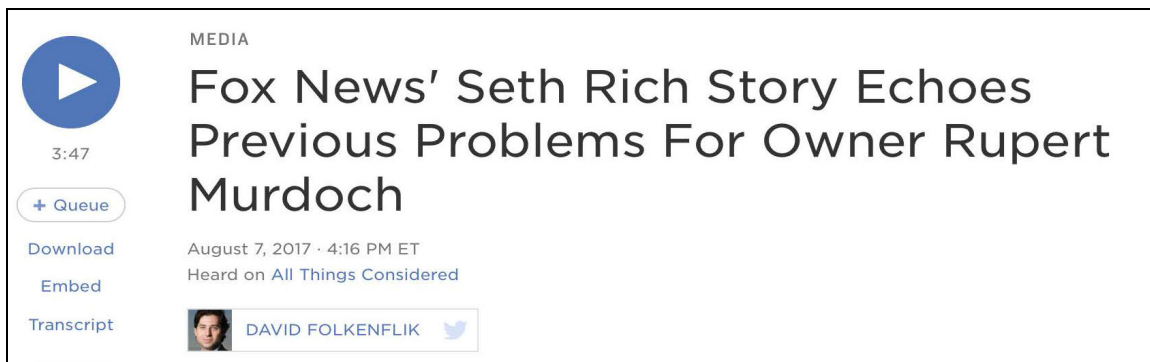 MEDIA
Fox News' Seth Rich Story Echoes
Previous Problems For Owner Rupert
Murdoch
3:47
+ Queue
Download
Embed
Transcript
August 7, 2017 · 4:16 PM ET
Heard on All Things Considered
DAVID FOLKENFLIK